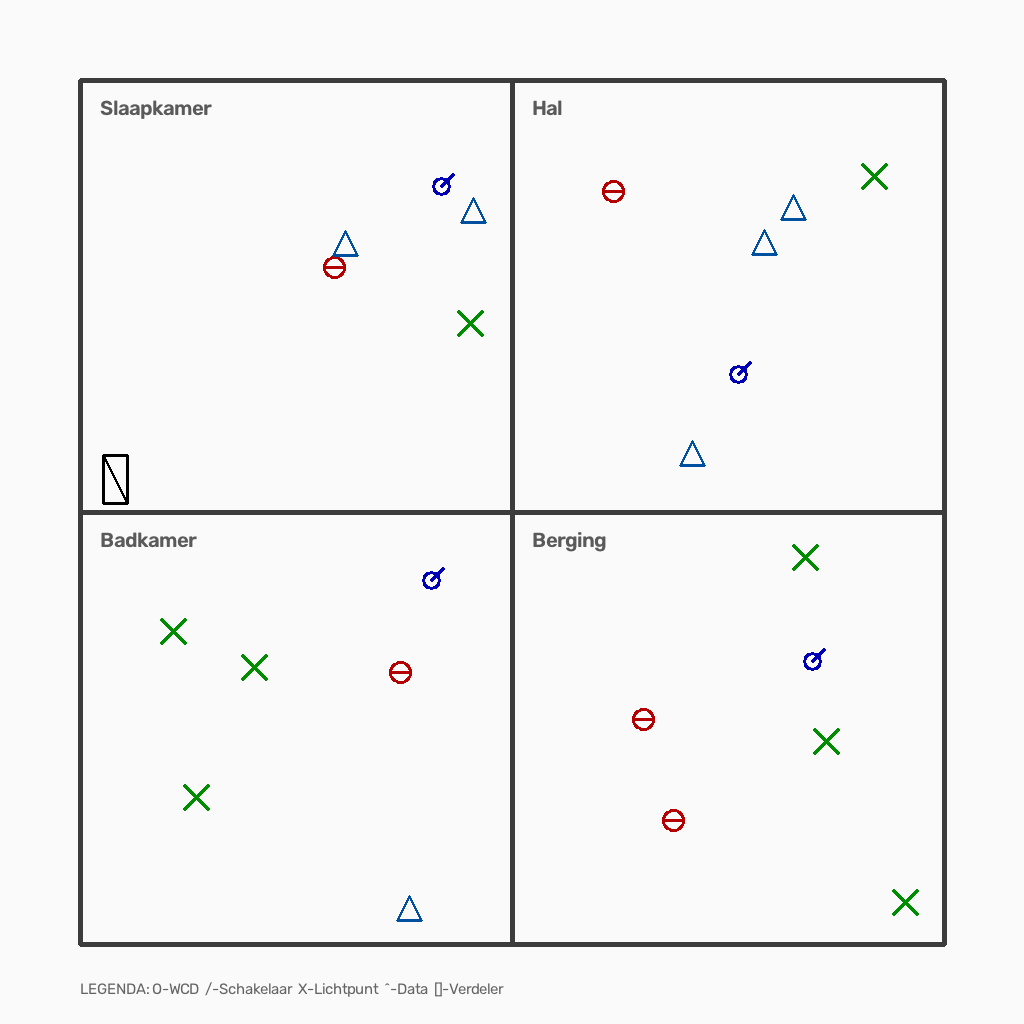 Slaapkamer
Hal
Badkamer
Berging
LEGENDA: O-WCD /-Schakelaar X-Lichtpunt ^-Data []-Verdeler